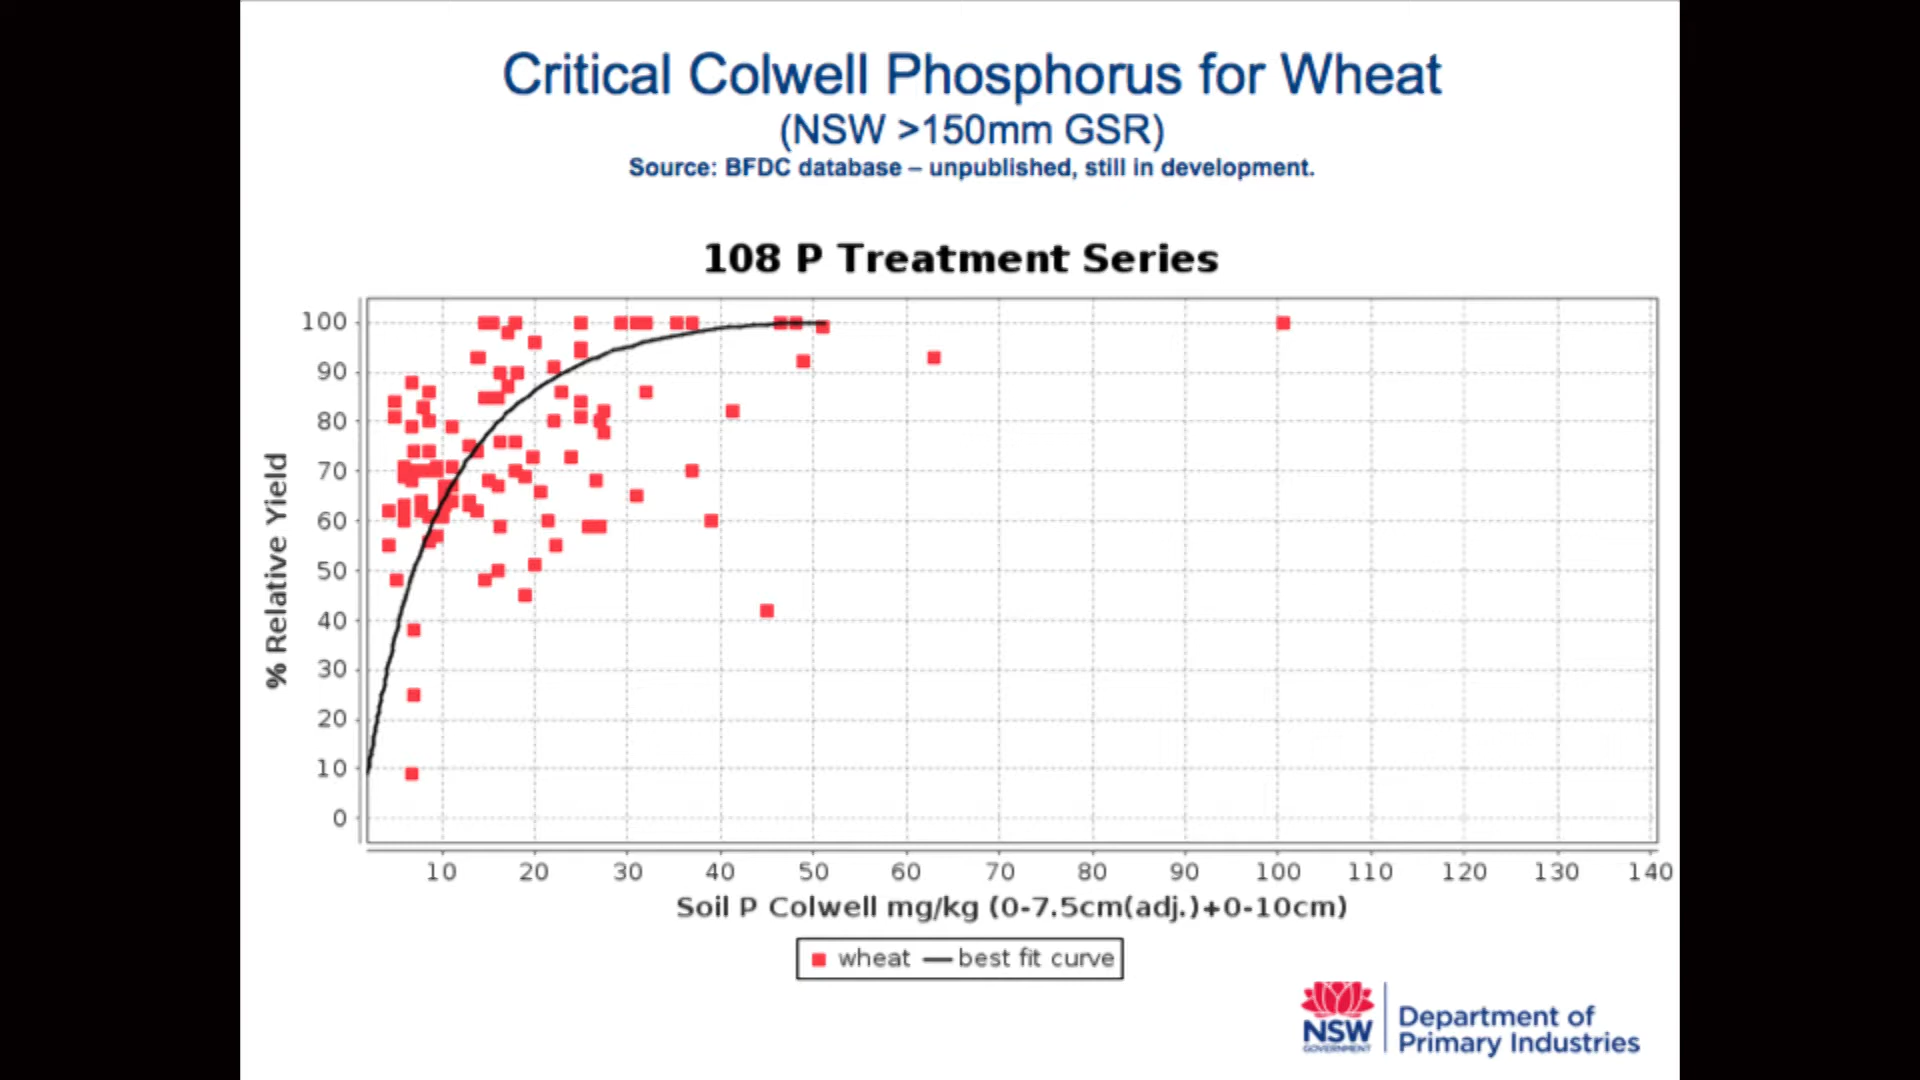 Critical Colwell Phosphorus for Wheat
(NSW >150mm GSR)
Source: BFDC database – unpublished, still in development.
108 P Treatment Series
% Relative Yield
100
90
80
70
60
50
40
30
20
10
0
10 20 30 40 50 60 70 80 90 100 110 120 130 140
Soil P Colwell mg/kg (0-7.5cm(adj.)+0-10cm)
wheat best fit curve
NSW
GOVERNMENT
Department of
Primary Industries